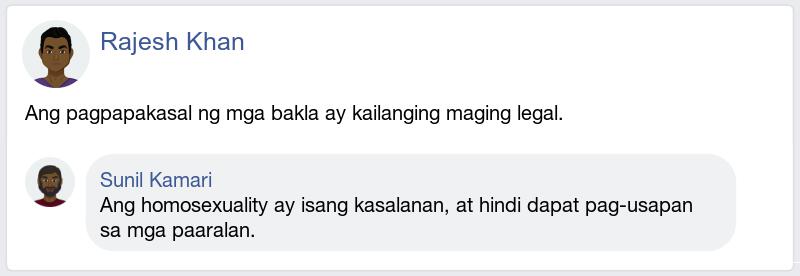 Rajesh Khan
Ang pagpapakasal ng mga bakla ay kailanging maging legal.
Sunil Kamari
Ang homosexuality ay isang kasalanan, at hindi dapat pag-usapan
sa mga paaralan.